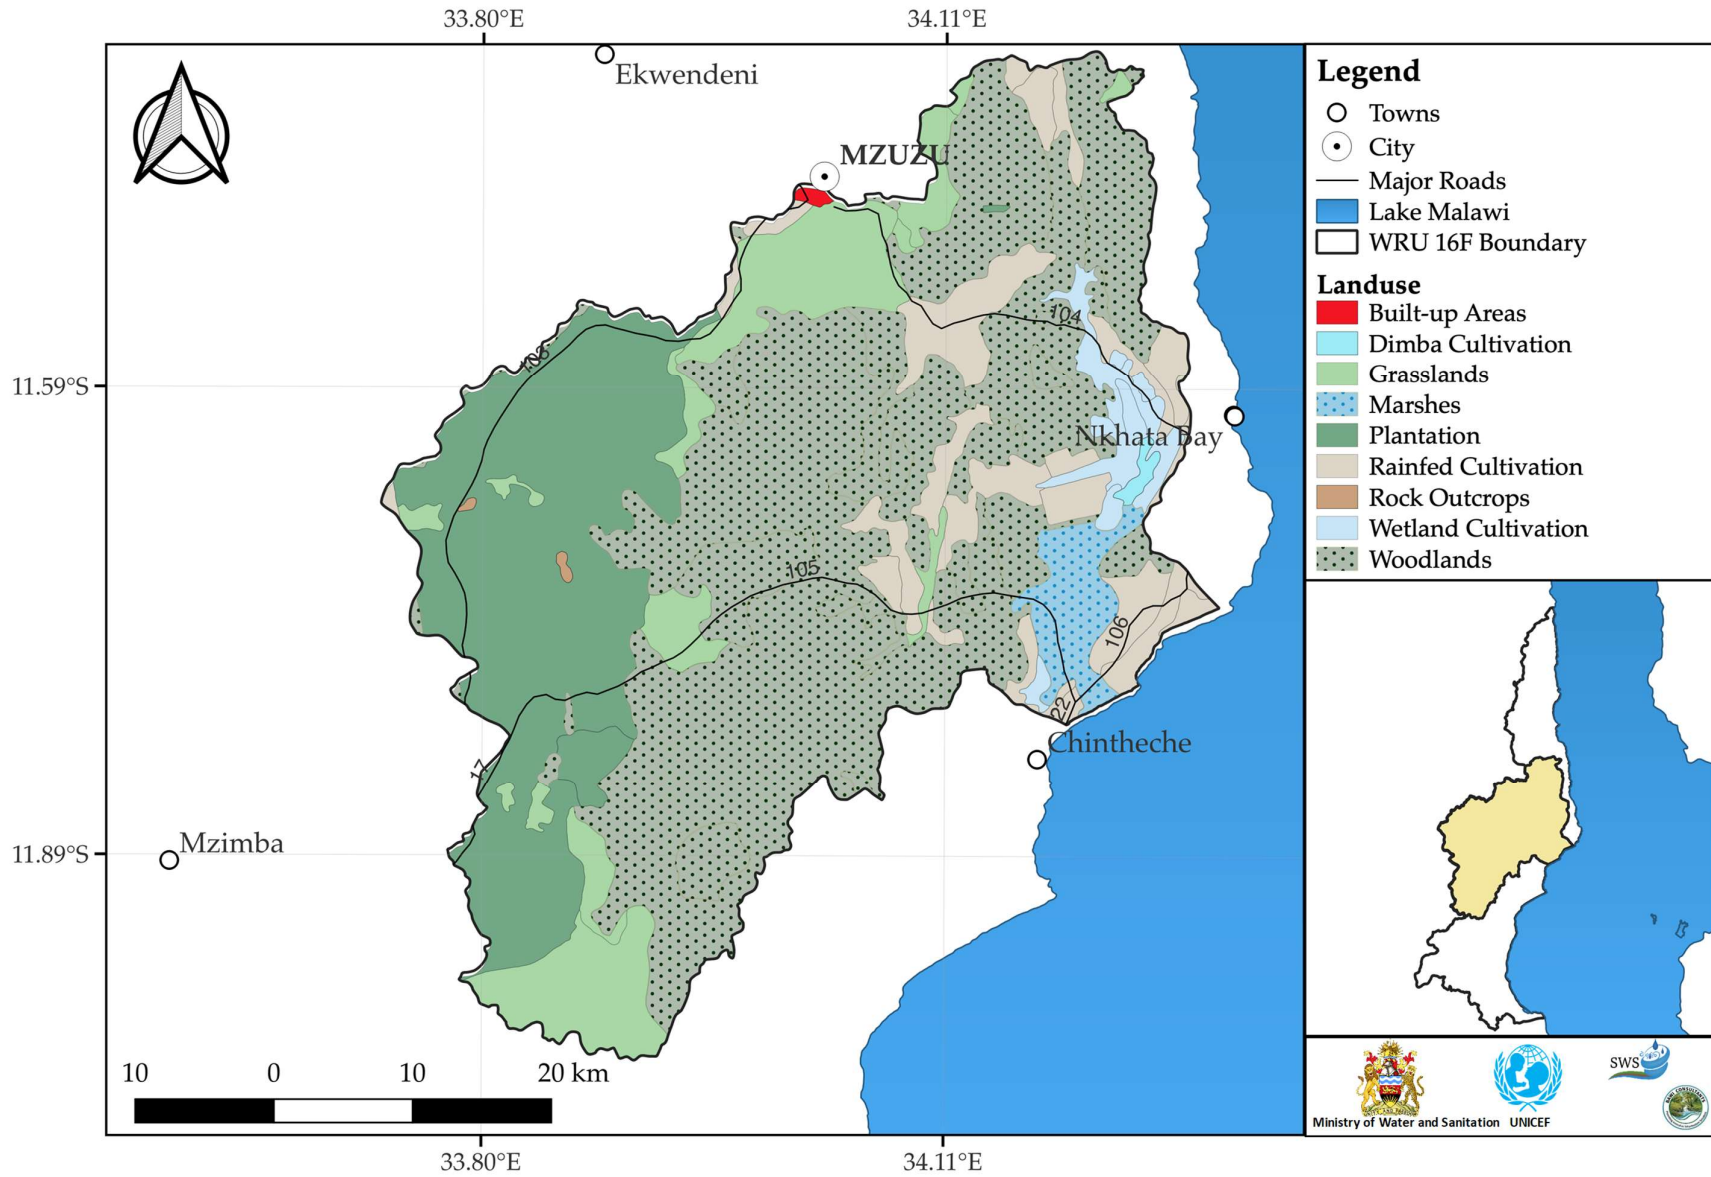 33.80°E
34.11°E
Ekwendeni
MZUZU
104
103
11.59°S
Nkhata Bay
105
106
22
Chintheche
17
Mzimba
11.89°S
10 0 10 20 km
33.80°E
34.11°E
Legend
Towns
City
Major Roads
Lake Malawi
WRU 16F Boundary
Landuse
Built-up Areas
Dimba Cultivation
Grasslands
Marshes
Plantation
Rainfed Cultivation
Rock Outcrops
Wetland Cultivation
Woodlands
SWS
Ministry of Water and Sanitation
UNICEF